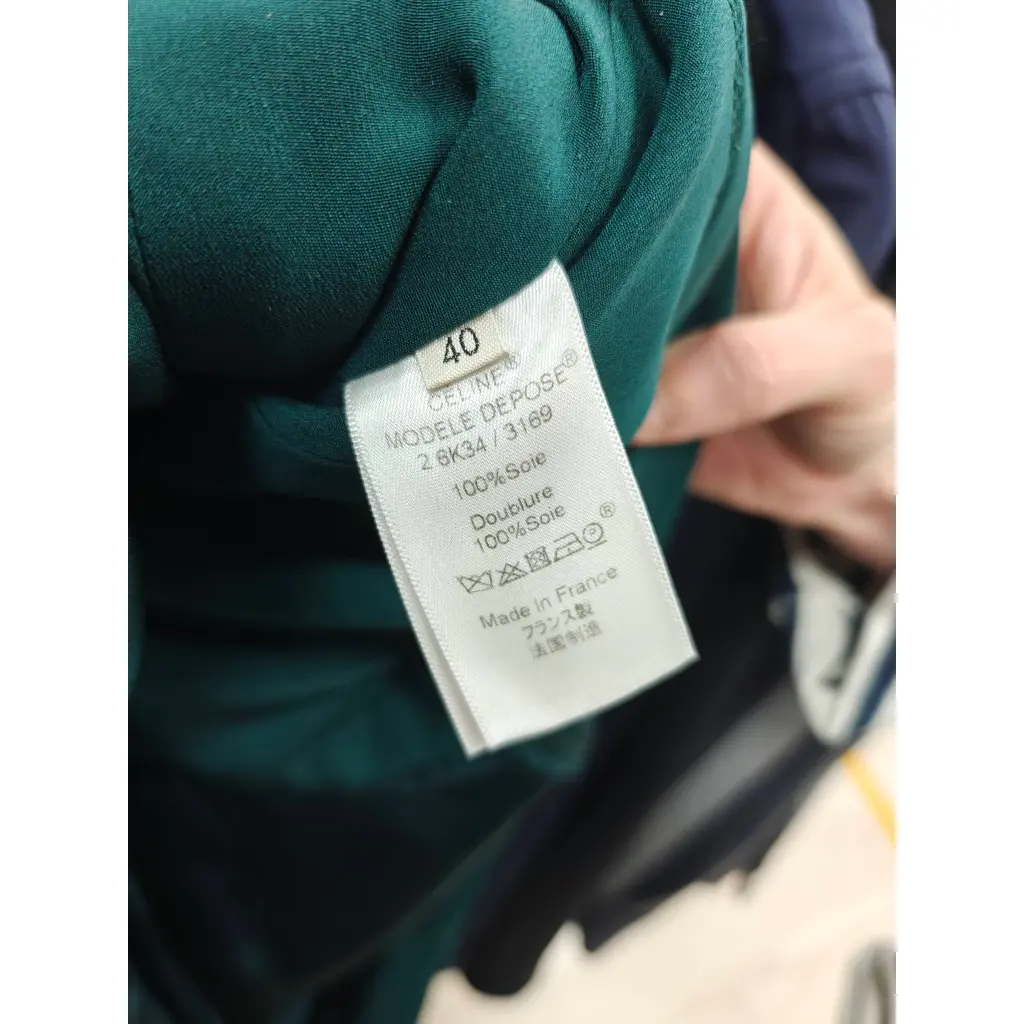 40
CELINE®
MODELE DEPOSE®
2.6K34 / 3169
100%Soie
Doublure
100%Soie
®
Made in France
フランス製
法国制造